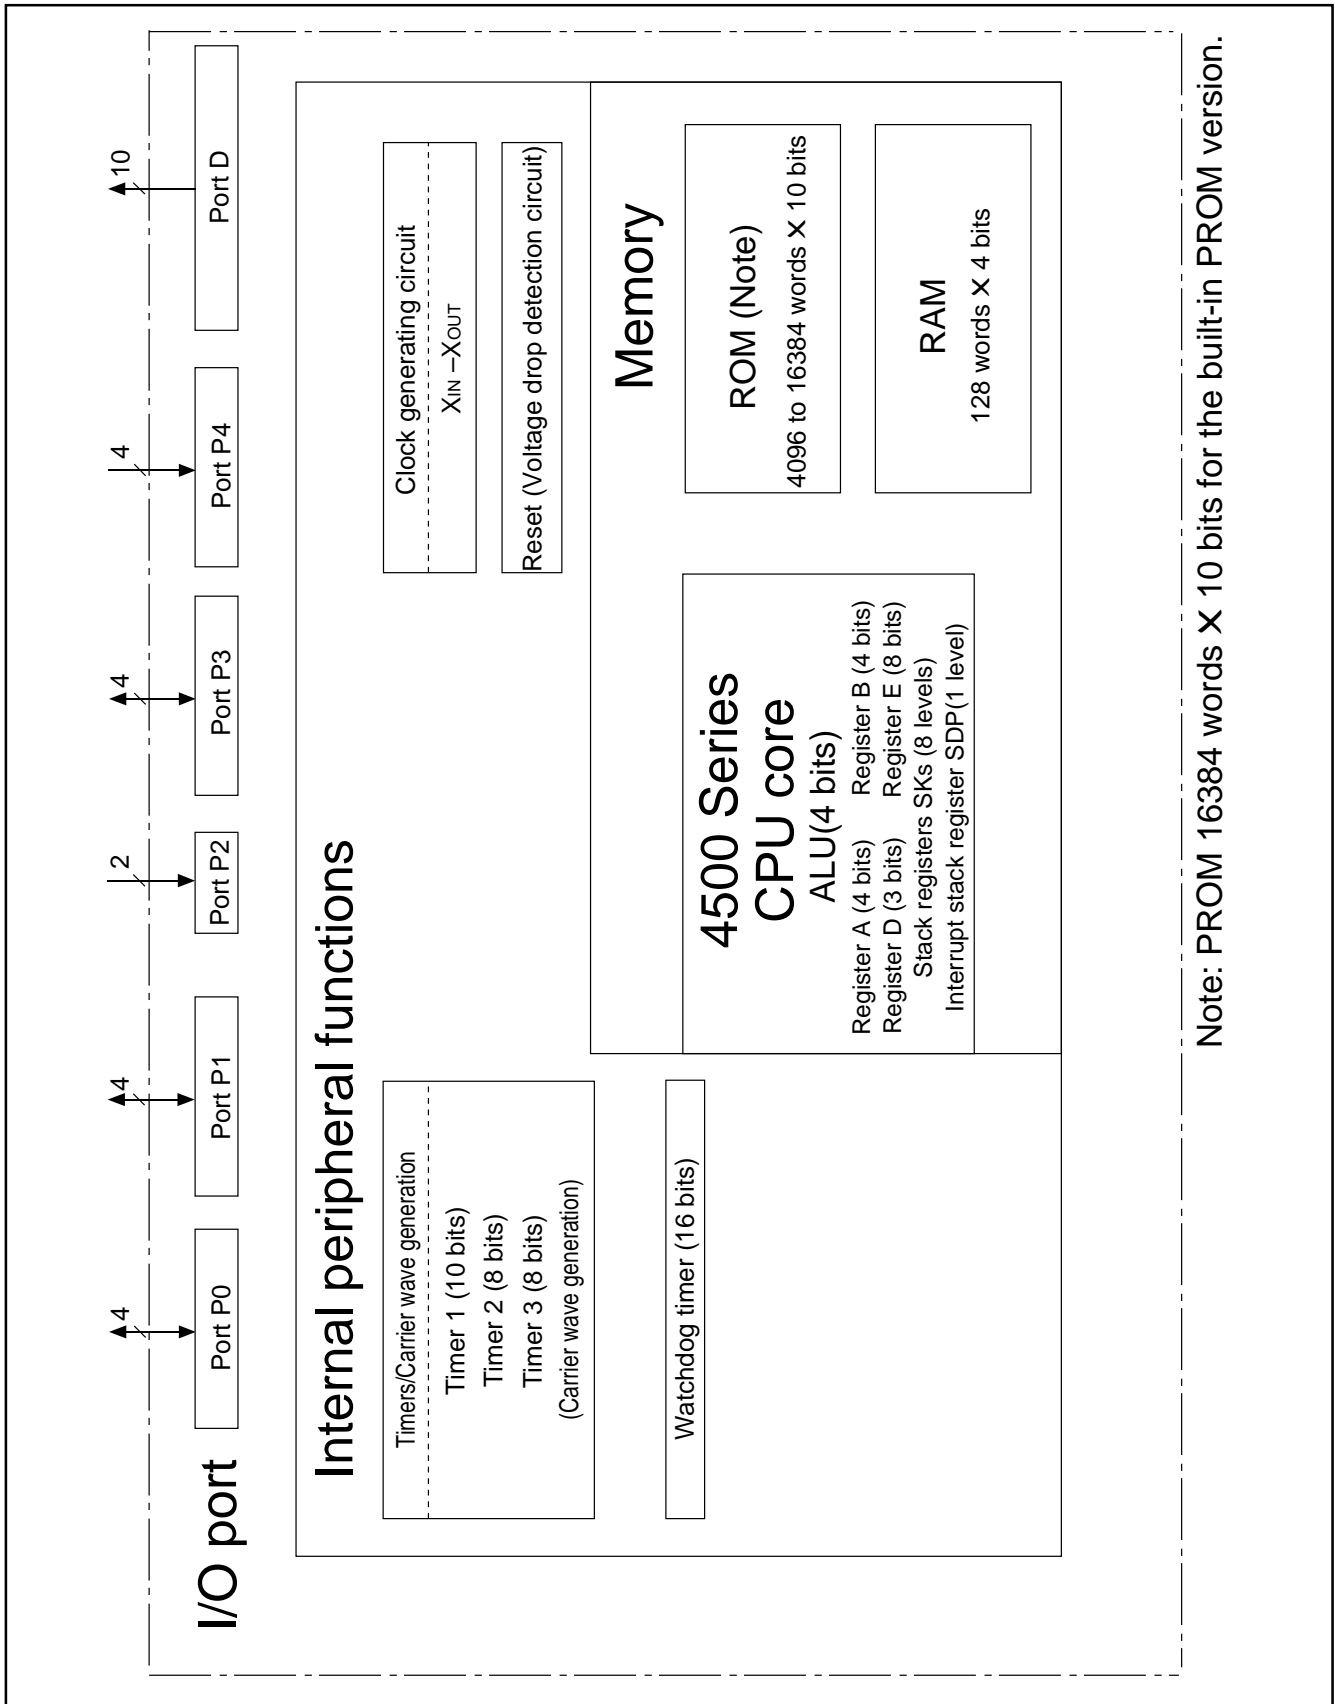 4
4
2
4
4
10
I/O port
Port P0
Port P1
Port P2
Port P3
Port P4
Port D
Internal peripheral functions
Timers/Carrier wave generation
Timer 1 (10 bits)
Timer 2 (8 bits)
Timer 3 (8 bits)
(Carrier wave generation)
Watchdog timer (16 bits)
Clock generating circuit
XIN –XOUT
Reset (Voltage drop detection circuit)
4500 Series
CPU core
ALU(4 bits)
Register A (4 bits) Register B (4 bits)
Register D (3 bits) Register E (8 bits)
Stack registers SKs (8 levels)
Interrupt stack register SDP(1 level)
Memory
ROM (Note)
4096 to 16384 words X 10 bits
RAM
128 words X 4 bits
Note: PROM 16384 words X 10 bits for the built-in PROM version.